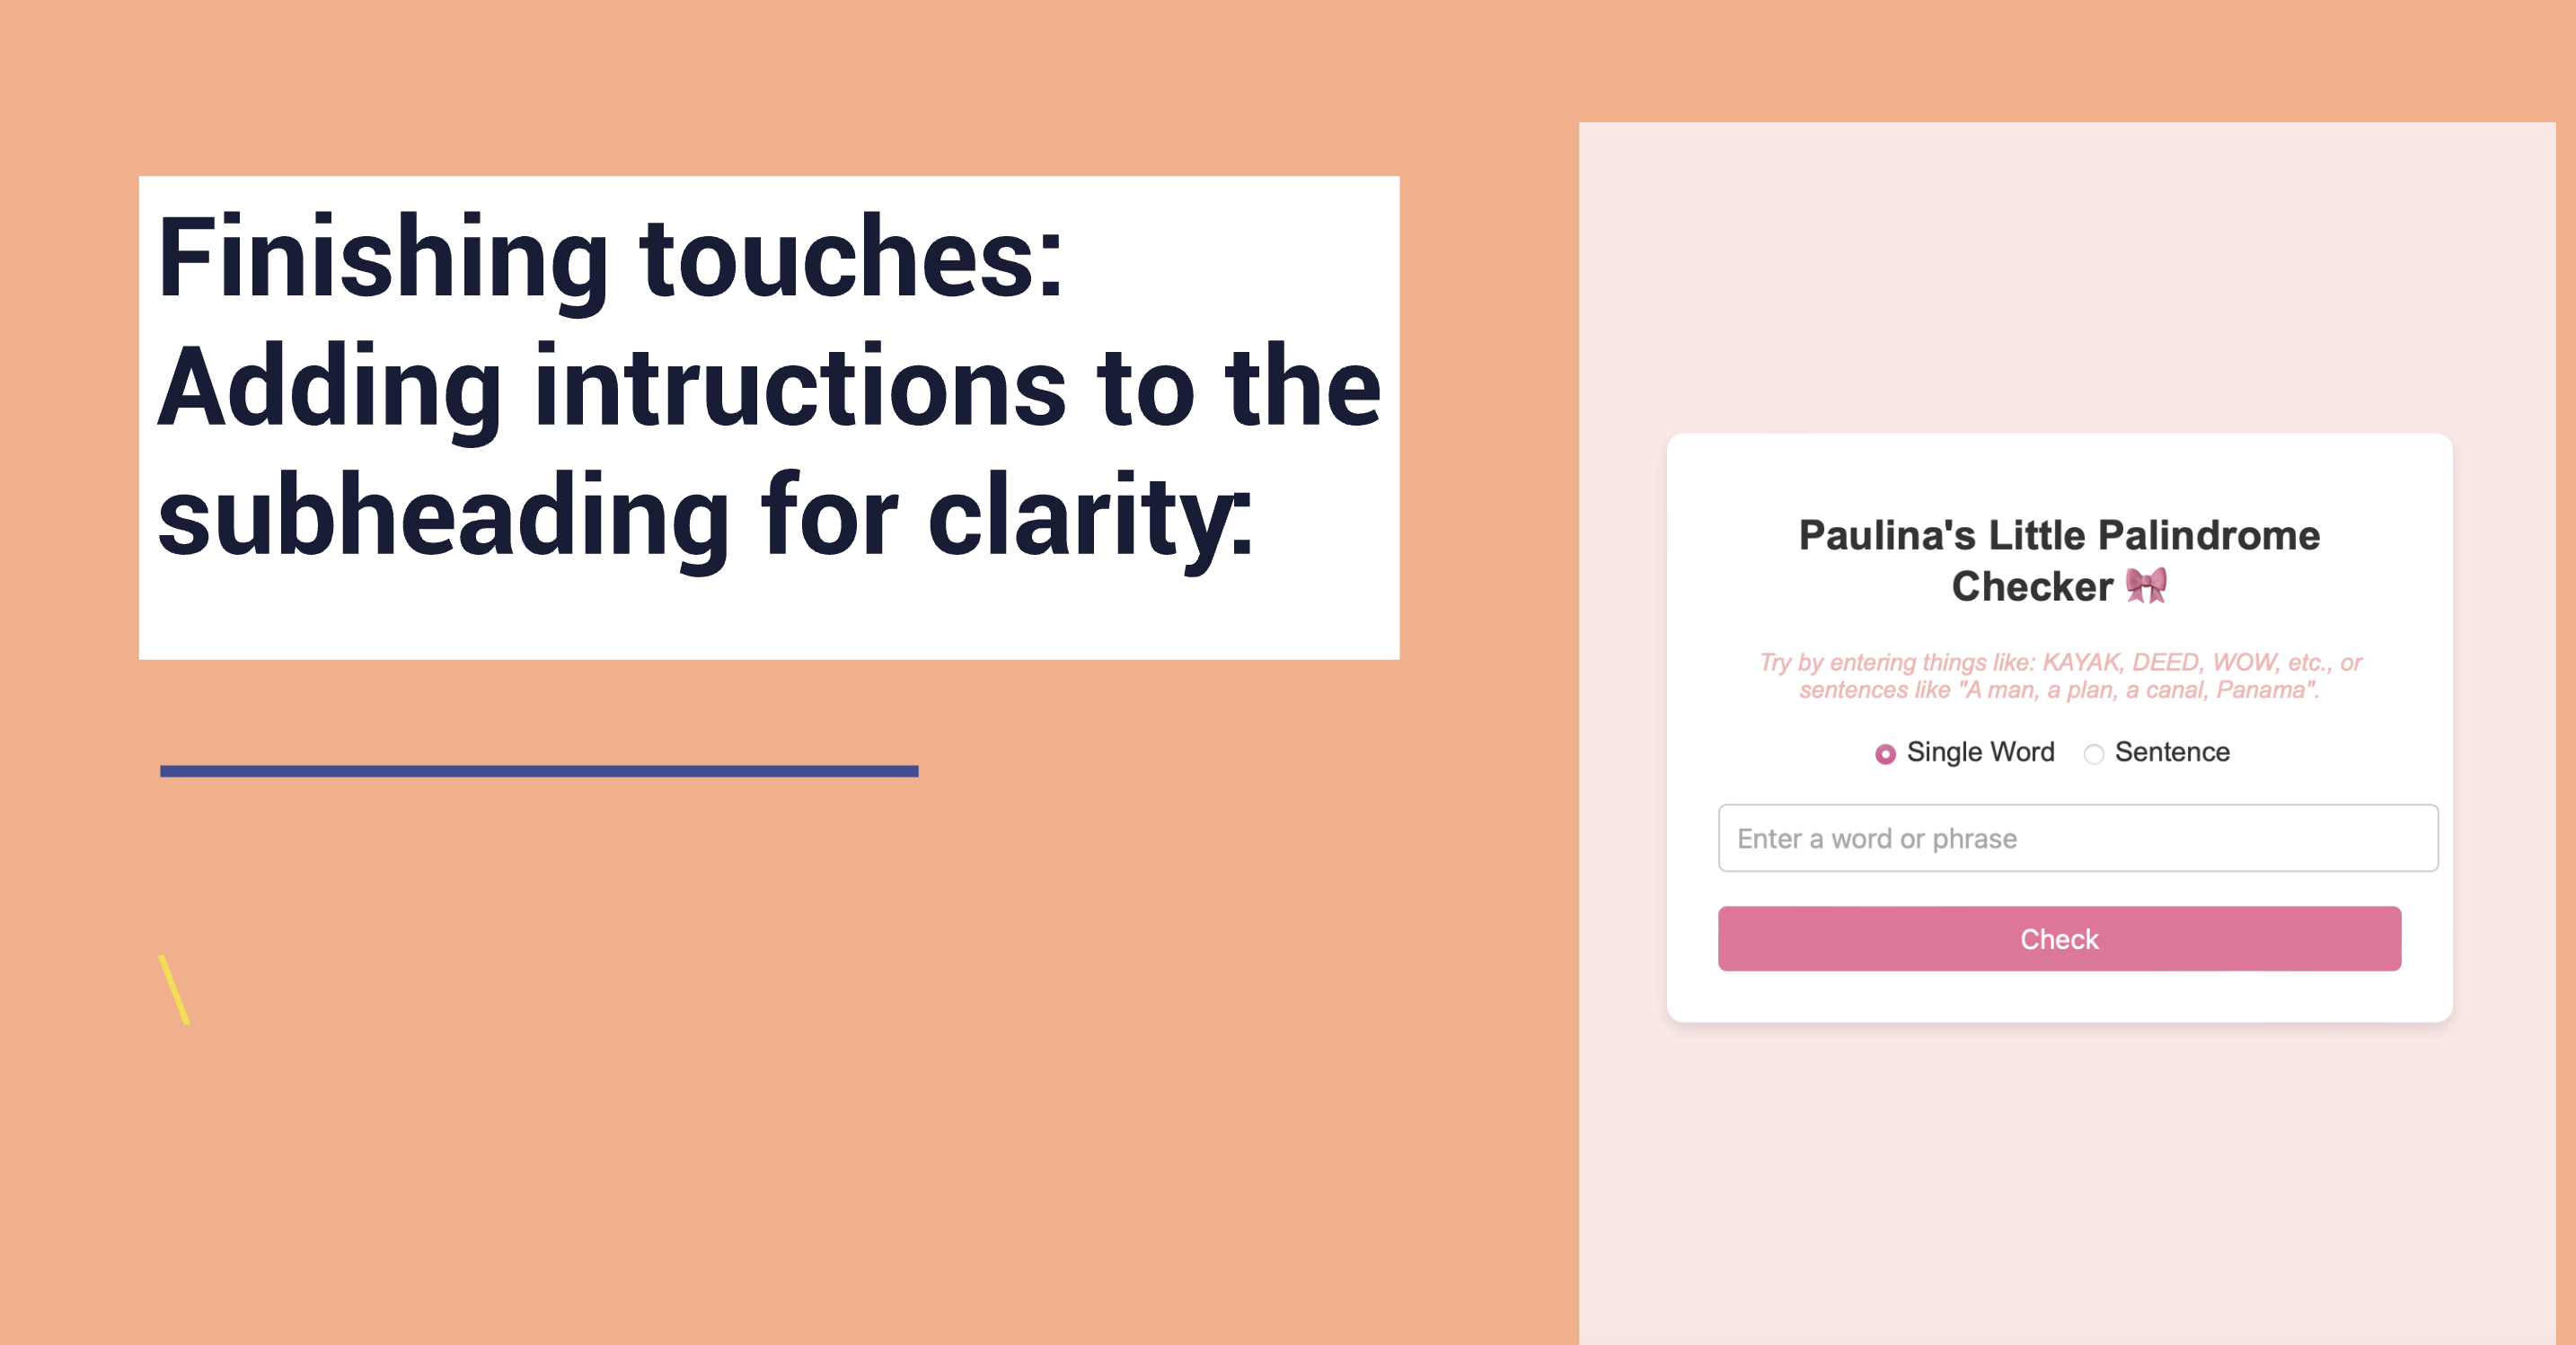 Finishing touches:
Adding intructions to the
subheading for clarity:
\
Paulina's Little Palindrome
Checker 🎀
Try by entering things like: KAYAK, DEED, WOW, etc., or
sentences like "A man, a plan, a canal, Panama".
Single Word Sentence
Enter a word or phrase
Check